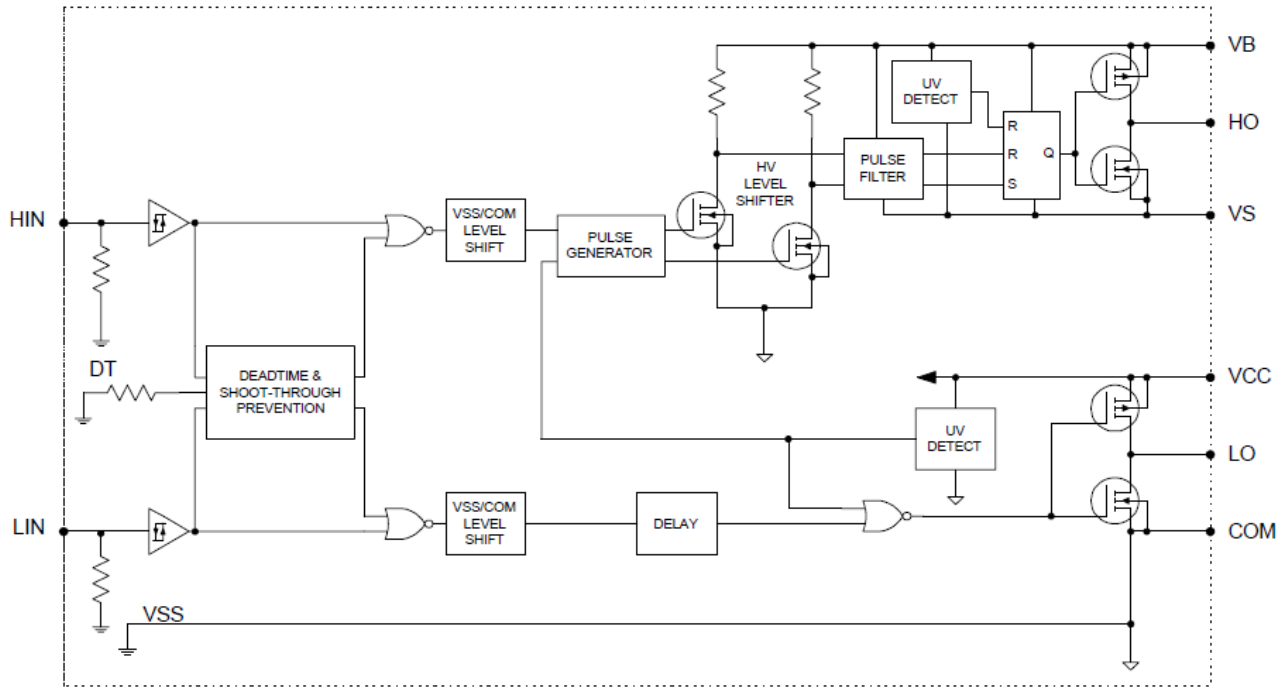 VB
UV
DETECT
HO
R
R
Q
S
PULSE
FILTER
HV
LEVEL
SHIFTER
VS
HIN
VSS/COM
LEVEL
SHIFT
PULSE
GENERATOR
DT
DEADTIME &
SHOOT-THROUGH
PREVENTION
VCC
UV
DETECT
LO
LIN
VSS/COM
LEVEL
SHIFT
DELAY
COM
VSS